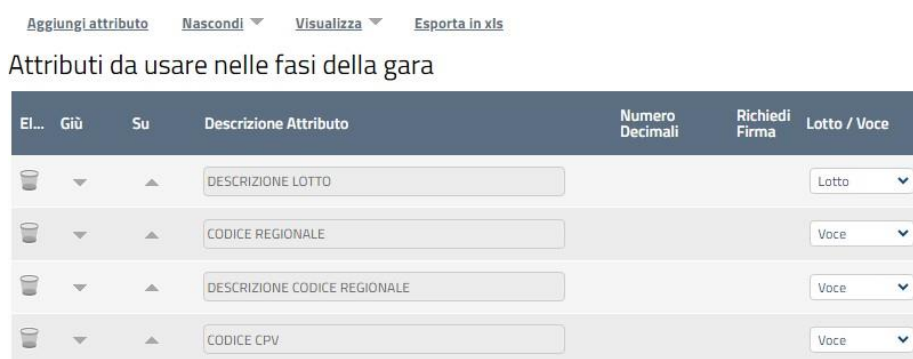 Aggiungi attributo Nascondi Visualizza Esporta in xls
Attributi da usare nelle fasi della gara
El... Giù Su Descrizione Attributo Numero Decimali Richiedi Firma Lotto / Voce
DESCRIZIONE LOTTO Lotto
CODICE REGIONALE Voce
DESCRIZIONE CODICE REGIONALE Voce
CODICE CPV Voce